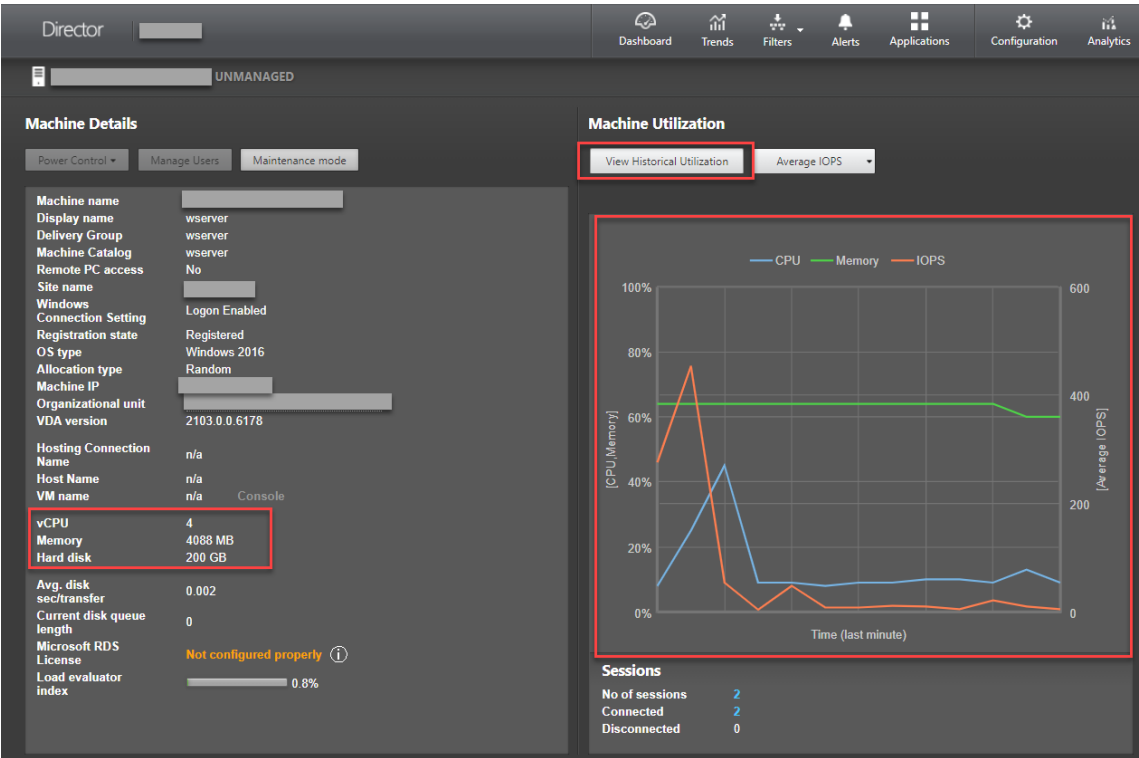 Director
Dashboard
Trends
Filters
Alerts
Applications
Configuration
Analytics
UNMANAGED
Machine Details
Power Control
Manage Users
Maintenance mode
Machine name
Display name wserver
Delivery Group wserver
Machine Catalog wserver
Remote PC access No
Site name
Windows
Connection Setting Logon Enabled
Registration state Registered
OS type Windows 2016
Allocation type Random
Machine IP
Organizational unit
VDA version 2103.0.0.6178
Hosting Connection
Name n/a
Host Name n/a
VM name n/a Console
vCPU 4
Memory 4088 MB
Hard disk 200 GB
Avg. disk
sec/transfer 0.002
Current disk queue
length 0
Microsoft RDS
License Not configured properly i
Load evaluator
index 0.8%
Machine Utilization
View Historical Utilization
Average IOPS
CPU Memory IOPS
100% 600
80%
400
60%
40%
200
20%
0% 0
[CPU,Memory]
[Average IOPS]
Time (last minute)
Sessions
No of sessions 2
Connected 2
Disconnected 0